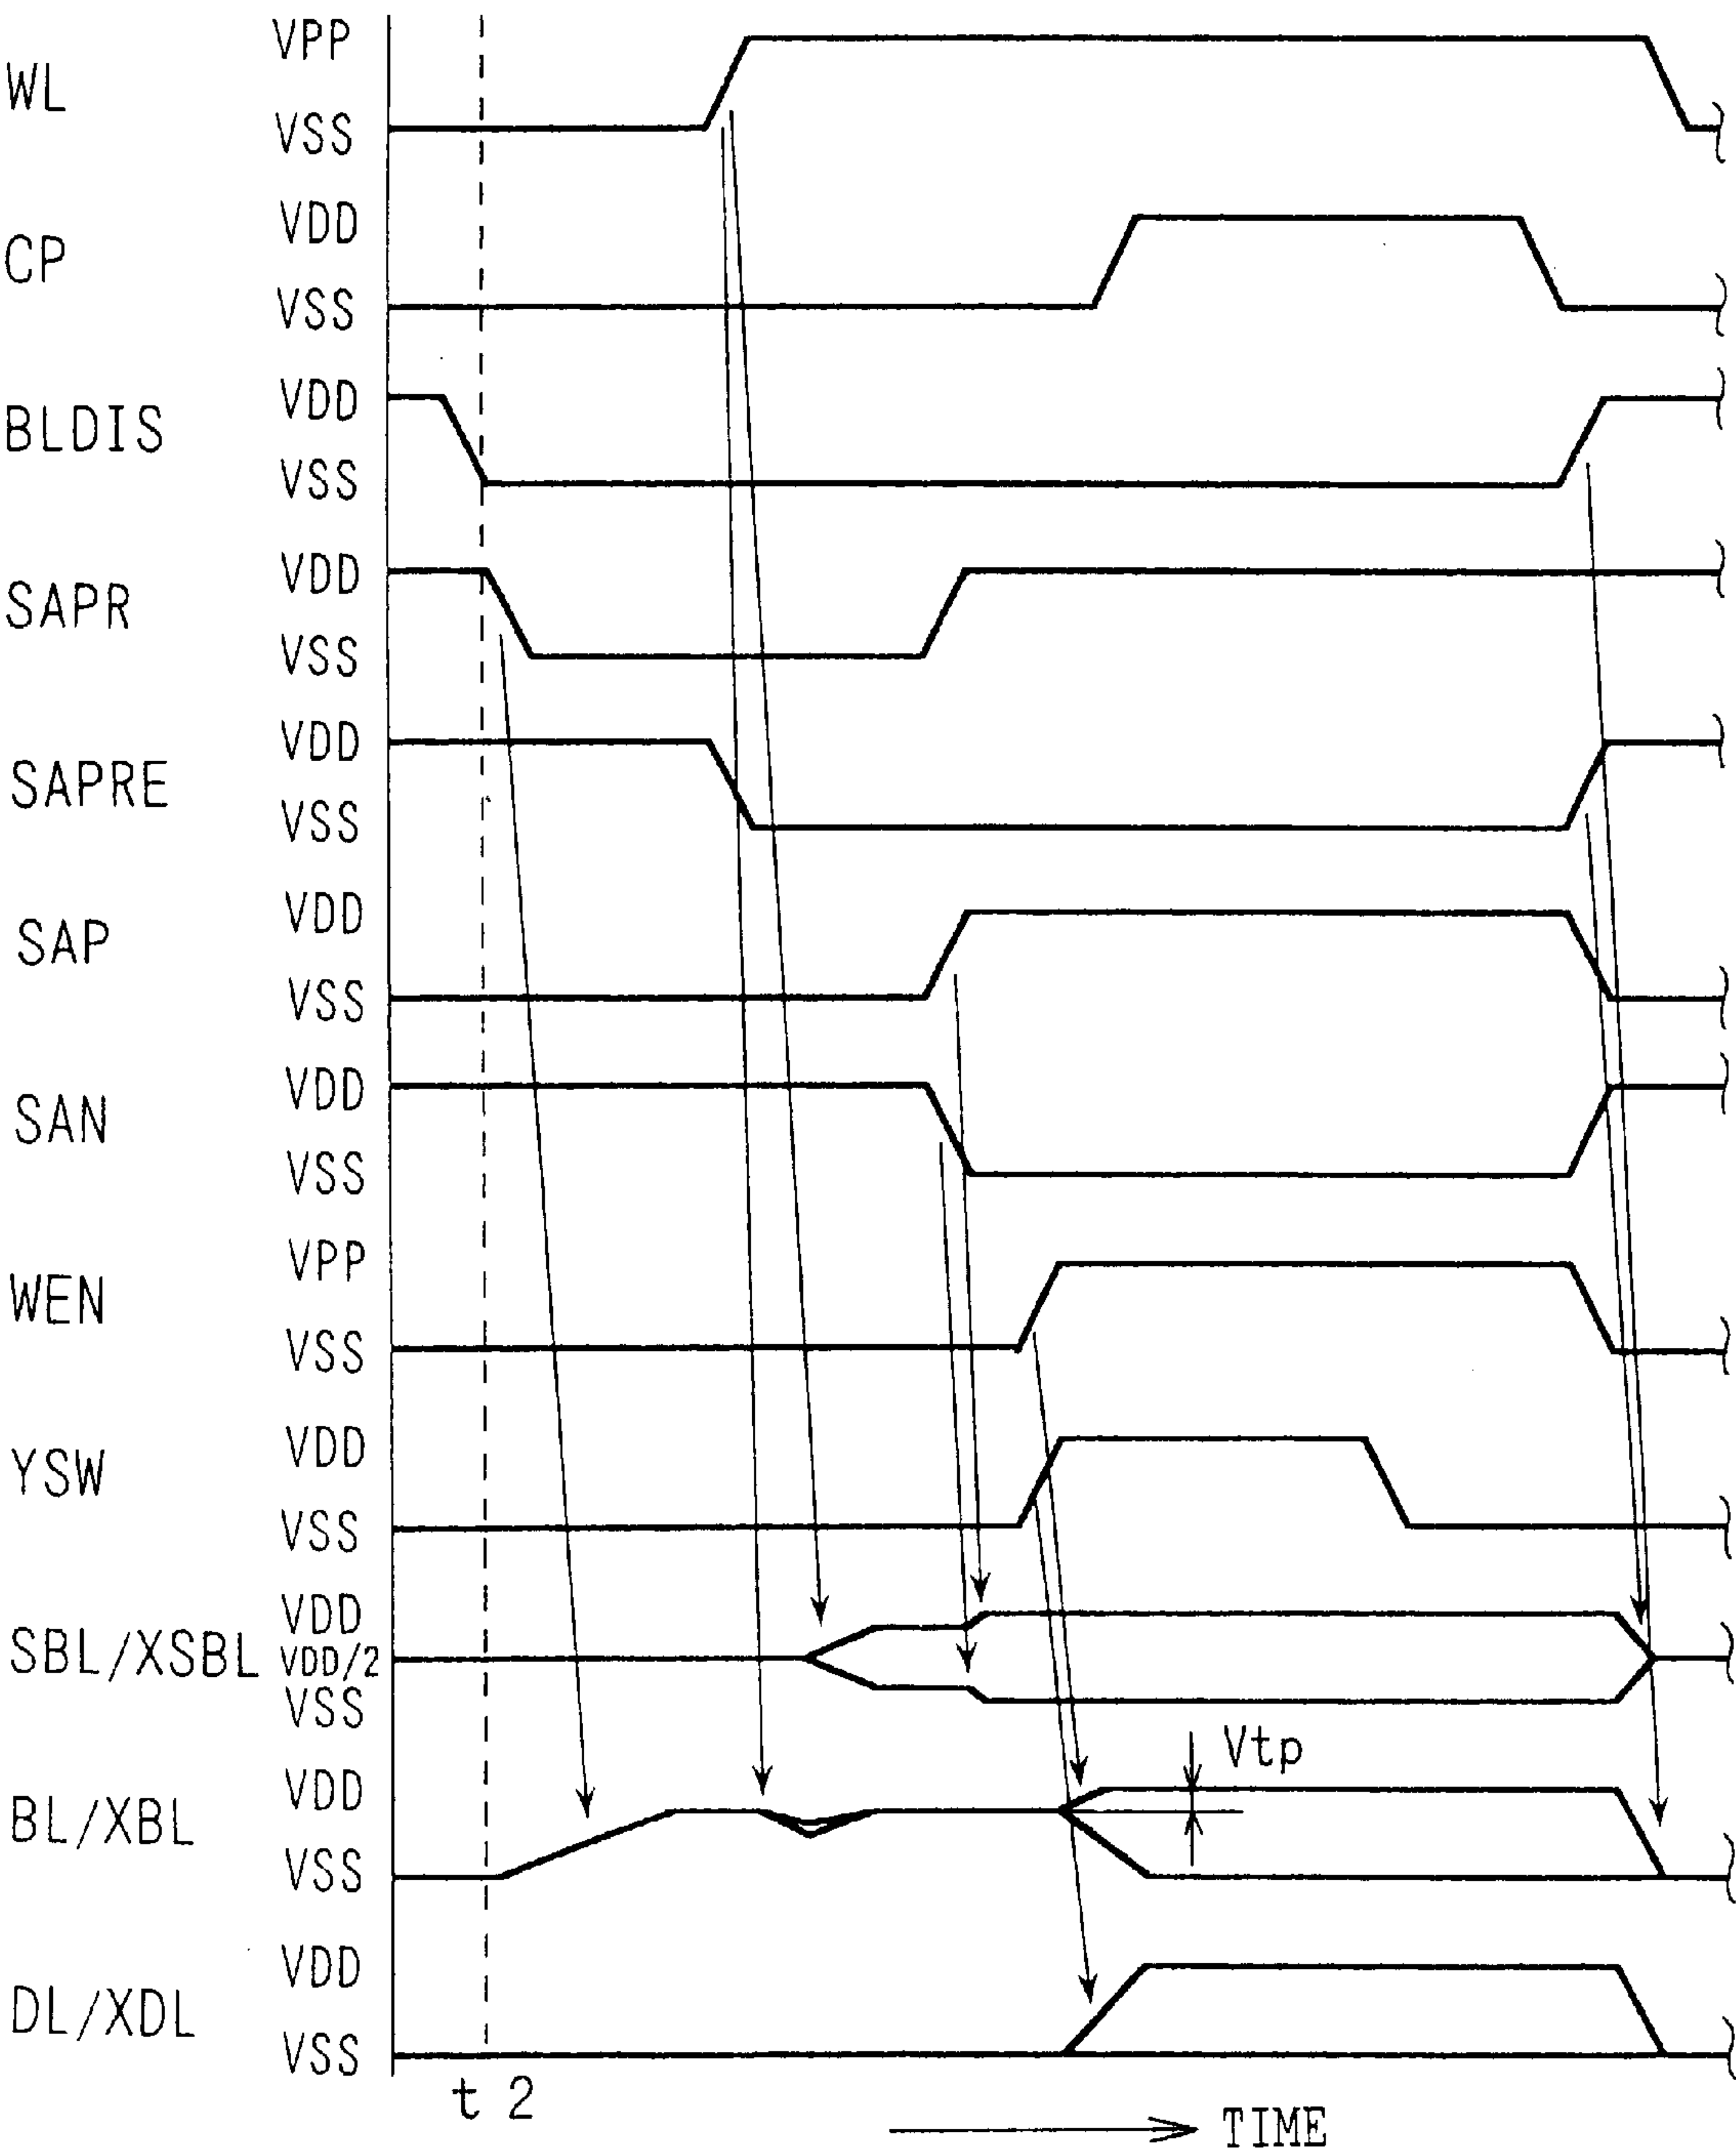 WL VPP
VSS
CP VDD
VSS
BLDIS VDD
VSS
SAPR VDD
VSS
SAPRE VDD
VSS
SAP VDD
VSS
SAN VDD
VSS
WEN VPP
VSS
YSW VDD
VSS
SBL/XSBL VDD
VDD/2
VSS
Vtp
BL/XBL VDD
VSS
DL/XDL VDD
VSS
t2
TIME